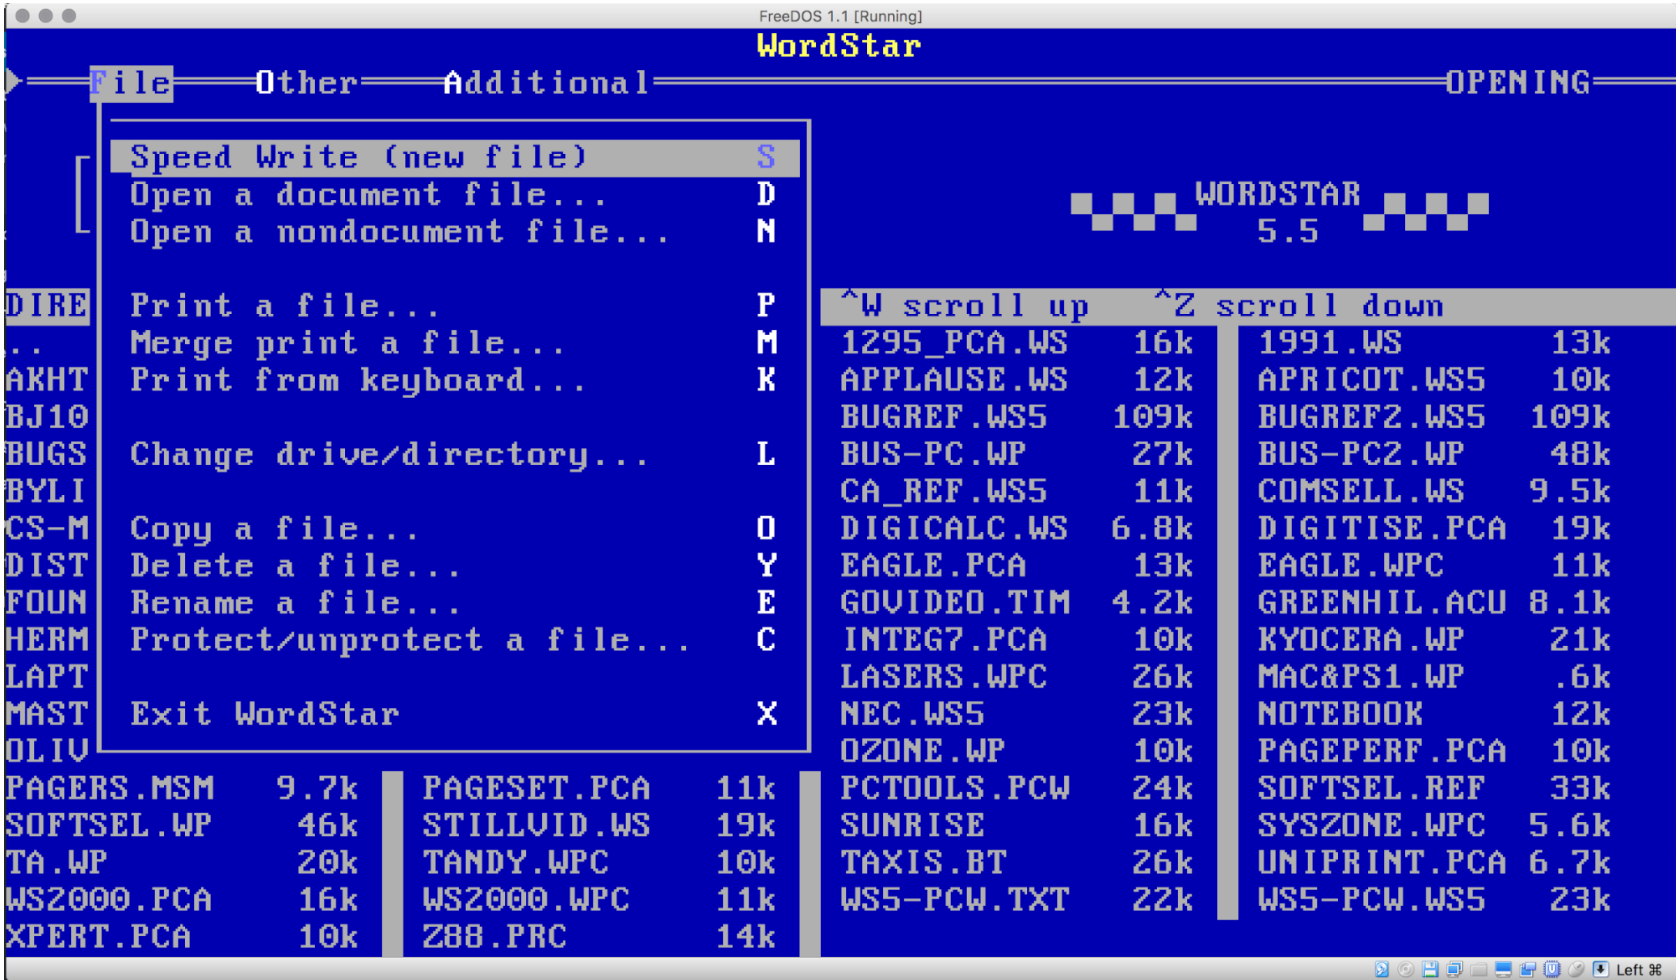 FreeDOS 1.1 [Running]
WordStar
File Other Additional OPENING
Speed Write (new file) S
Open a document file... D WORDSTAR
Open a nondocument file... N 5.5
DIRE Print a file... P ^W scroll up ^Z scroll down
.. Merge print a file... M 1295_PCA.WS 16k 1991.WS 13k
AKHT Print from keyboard... K APPLAUSE.WS 12k APRICOT.WS5 10k
BJ10 BUGREF.WS5 109k BUGREF2.WS5 109k
BUGS Change drive/directory... L BUS-PC.WP 27k BUS-PC2.WP 48k
BYLI CA_REF.WS5 11k COMSELL.WS 9.5k
CS-M Copy a file... O DIGICALC.WS 6.8k DIGITISE.PCA 19k
DIST Delete a file... Y EAGLE.PCA 13k EAGLE.WPC 11k
FOUN Rename a file... E GOVIDEO.TIM 4.2k GREENHIL.ACU 8.1k
HERM Protect/unprotect a file... C INTEG7.PCA 10k KYOCERA.WP 21k
LAPT LASERS.WPC 26k MAC&PS1.WP .6k
MAST Exit WordStar X NEC.WS5 23k NOTEBOOK 12k
OLIV OZONE.WP 10k PAGEPERF.PCA 10k
PAGERS.MSM 9.7k PAGESET.PCA 11k PCTOOLS.PCW 24k SOFTSEL.REF 33k
SOFTSEL.WP 46k STILLVID.WS 19k SUNRISE 16k SYSZONE.WPC 5.6k
TA.WP 20k TANDY.WPC 10k TAXIS.BT 26k UNIPRINT.PCA 6.7k
WS2000.PCA 16k WS2000.WPC 11k WS5-PCW.TXT 22k WS5-PCW.WS5 23k
XPERT.PCA 10k Z88.PRC 14k
Left ⌘